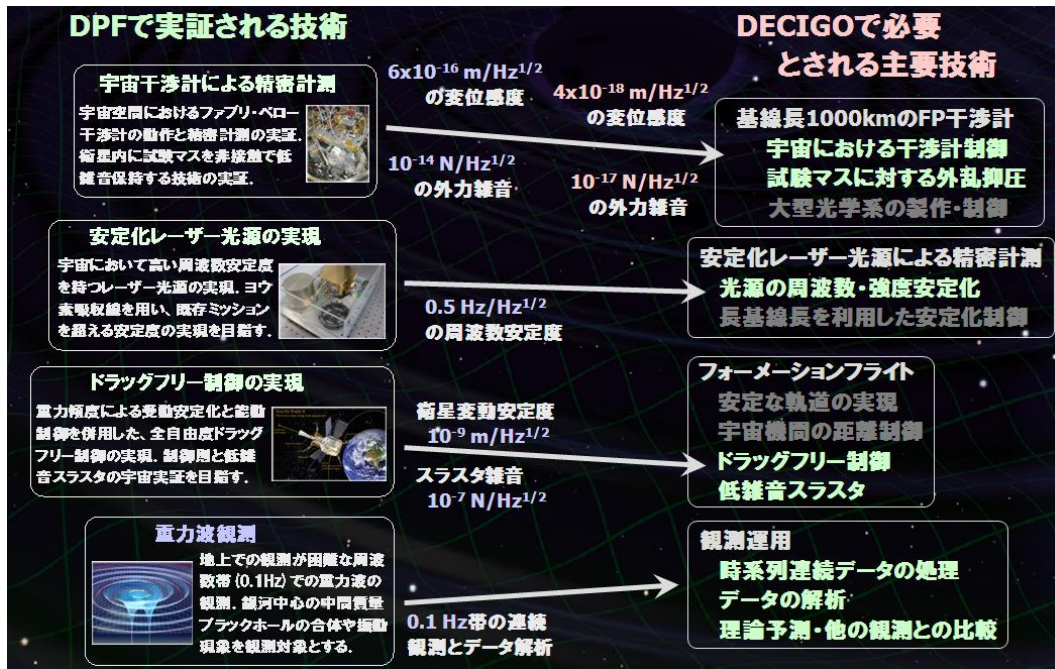 DPFで実証される技術
DECIGOで必要
とされる主要技術
宇宙干渉計による精密計測
宇宙空間におけるファブリ・ペロー
干渉計の動作と精密計測の実証.
衛星内に試験マスを非接触で低
雑音保持する技術の実証.
6x10⁻¹⁶ m/Hz¹ᐟ²
の変位感度
4x10⁻¹⁸ m/Hz¹ᐟ²
の変位感度
10⁻¹⁴ N/Hz¹ᐟ²
の外力雑音
10⁻¹⁷ N/Hz¹ᐟ²
の外力雑音
基線長1000kmのFP干渉計
宇宙における干渉計制御
試験マスに対する外乱抑圧
大型光学系の製作・制御
安定化レーザー光源の実現
宇宙において高い周波数安定度
を持つレーザー光源の実現. ヨウ
素吸収線を用い、既存ミッション
を超える安定度の実現を目指す.
0.5 Hz/Hz¹ᐟ²
の周波数安定度
安定化レーザー光源による精密計測
光源の周波数・強度安定化
長基線長を利用した安定化制御
ドラッグフリー制御の実現
重力傾度による受動安定化と能動
制御を併用した、全自由度ドラッグ
フリー制御の実現. 制御則と低雑
音スラスタの宇宙実証を目指す.
衛星変動安定度
10⁻⁹ m/Hz¹ᐟ²
スラスタ雑音
10⁻⁷ N/Hz¹ᐟ²
フォーメーションフライト
安定な軌道の実現
宇宙機間の距離制御
ドラッグフリー制御
低雑音スラスタ
重力波観測
地上での観測が困難な周波
数帯 (0.1Hz) での重力波の
観測. 銀河中心の中間質量
ブラックホールの合体や振動
現象を観測対象とする.
0.1 Hz帯の連続
観測とデータ解析
観測運用
時系列連続データの処理
データの解析
理論予測・他の観測との比較